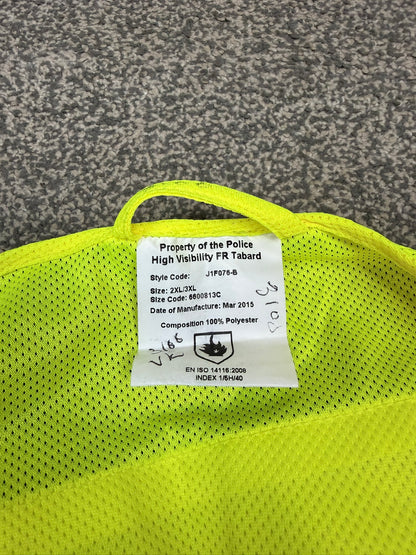 Property of the Police
High Visibility FR Tabard
Style Code: J1F076-B
Size: 2XL/3XL
Size Code: 6600813C
Date of Manufacture: Mar 2015
Composition 100% Polyester
EN ISO 14116:2008
INDEX 1/5H/40